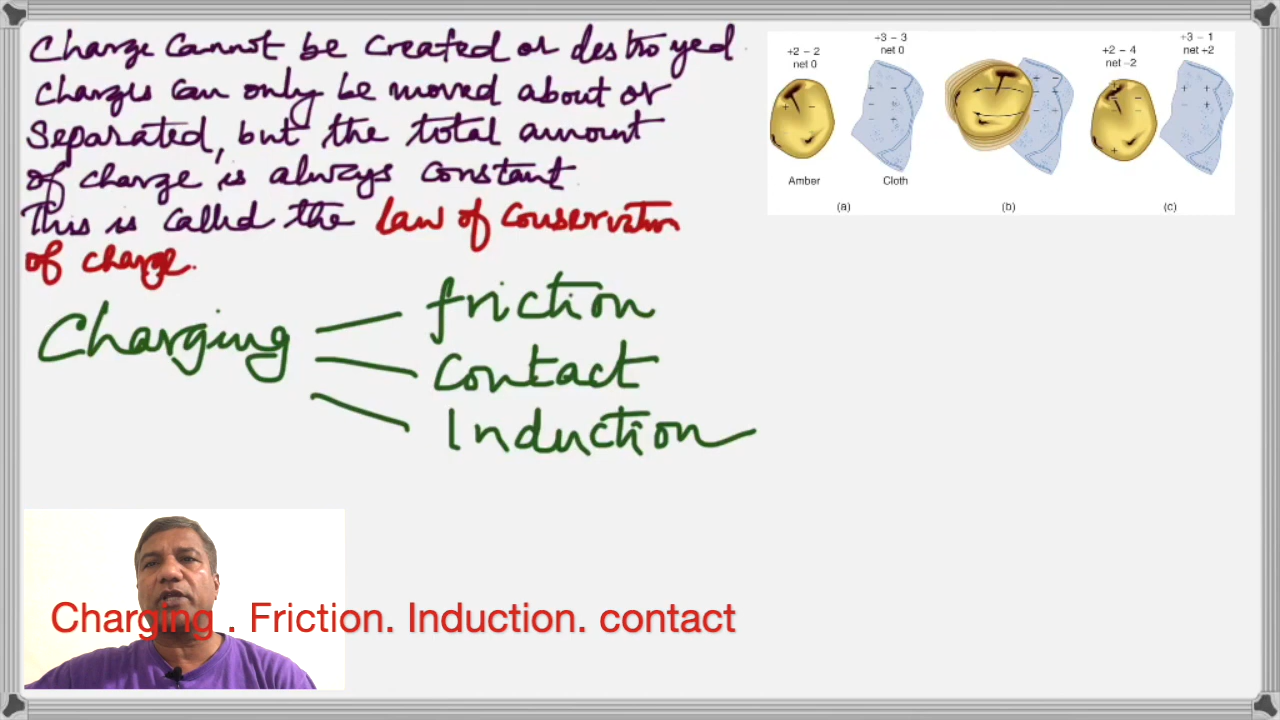 Charge cannot be created or destroyed
Charges can only be moved about or
separated, but the total amount
of charge is always constant
This is called the law of conservation
of charge.
Charging
friction
Contact
Induction
+2 − 2
net 0
+3 − 3
net 0
+2 − 4
net −2
+3 − 1
net +2
Amber
Cloth
(a)
(b)
(c)
Charging . Friction. Induction. contact